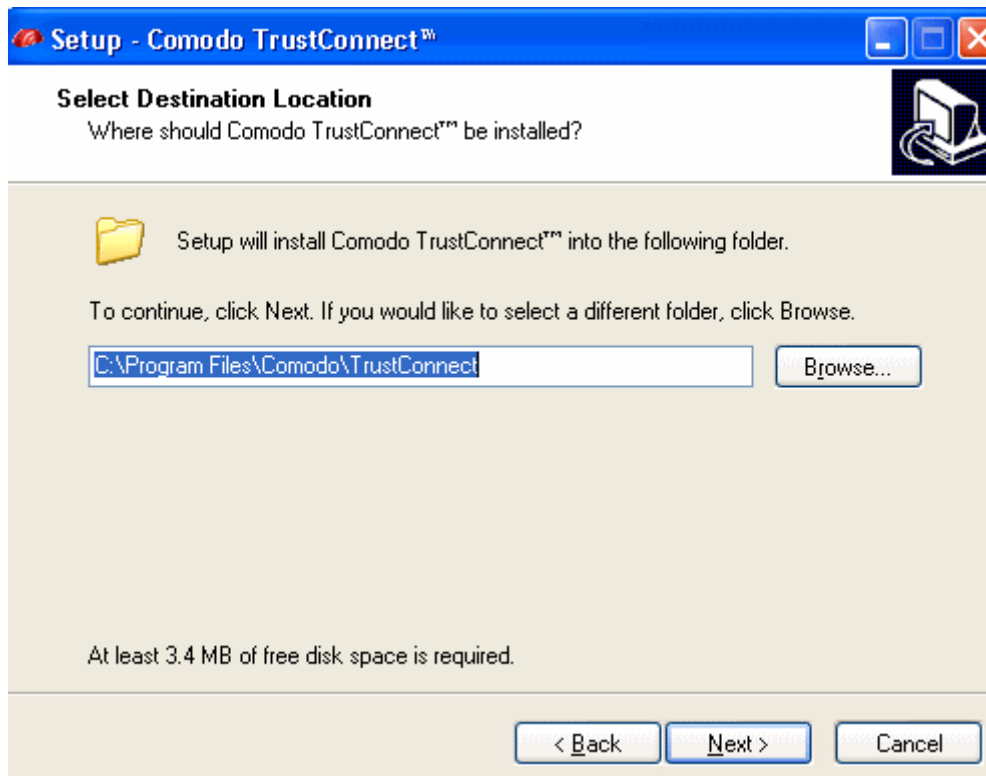 Setup - Comodo TrustConnect™
Select Destination Location
Where should Comodo TrustConnect™ be installed?
Setup will install Comodo TrustConnect™ into the following folder.
To continue, click Next. If you would like to select a different folder, click Browse.
C:\Program Files\Comodo\TrustConnect
Browse...
At least 3.4 MB of free disk space is required.
< Back Next > Cancel